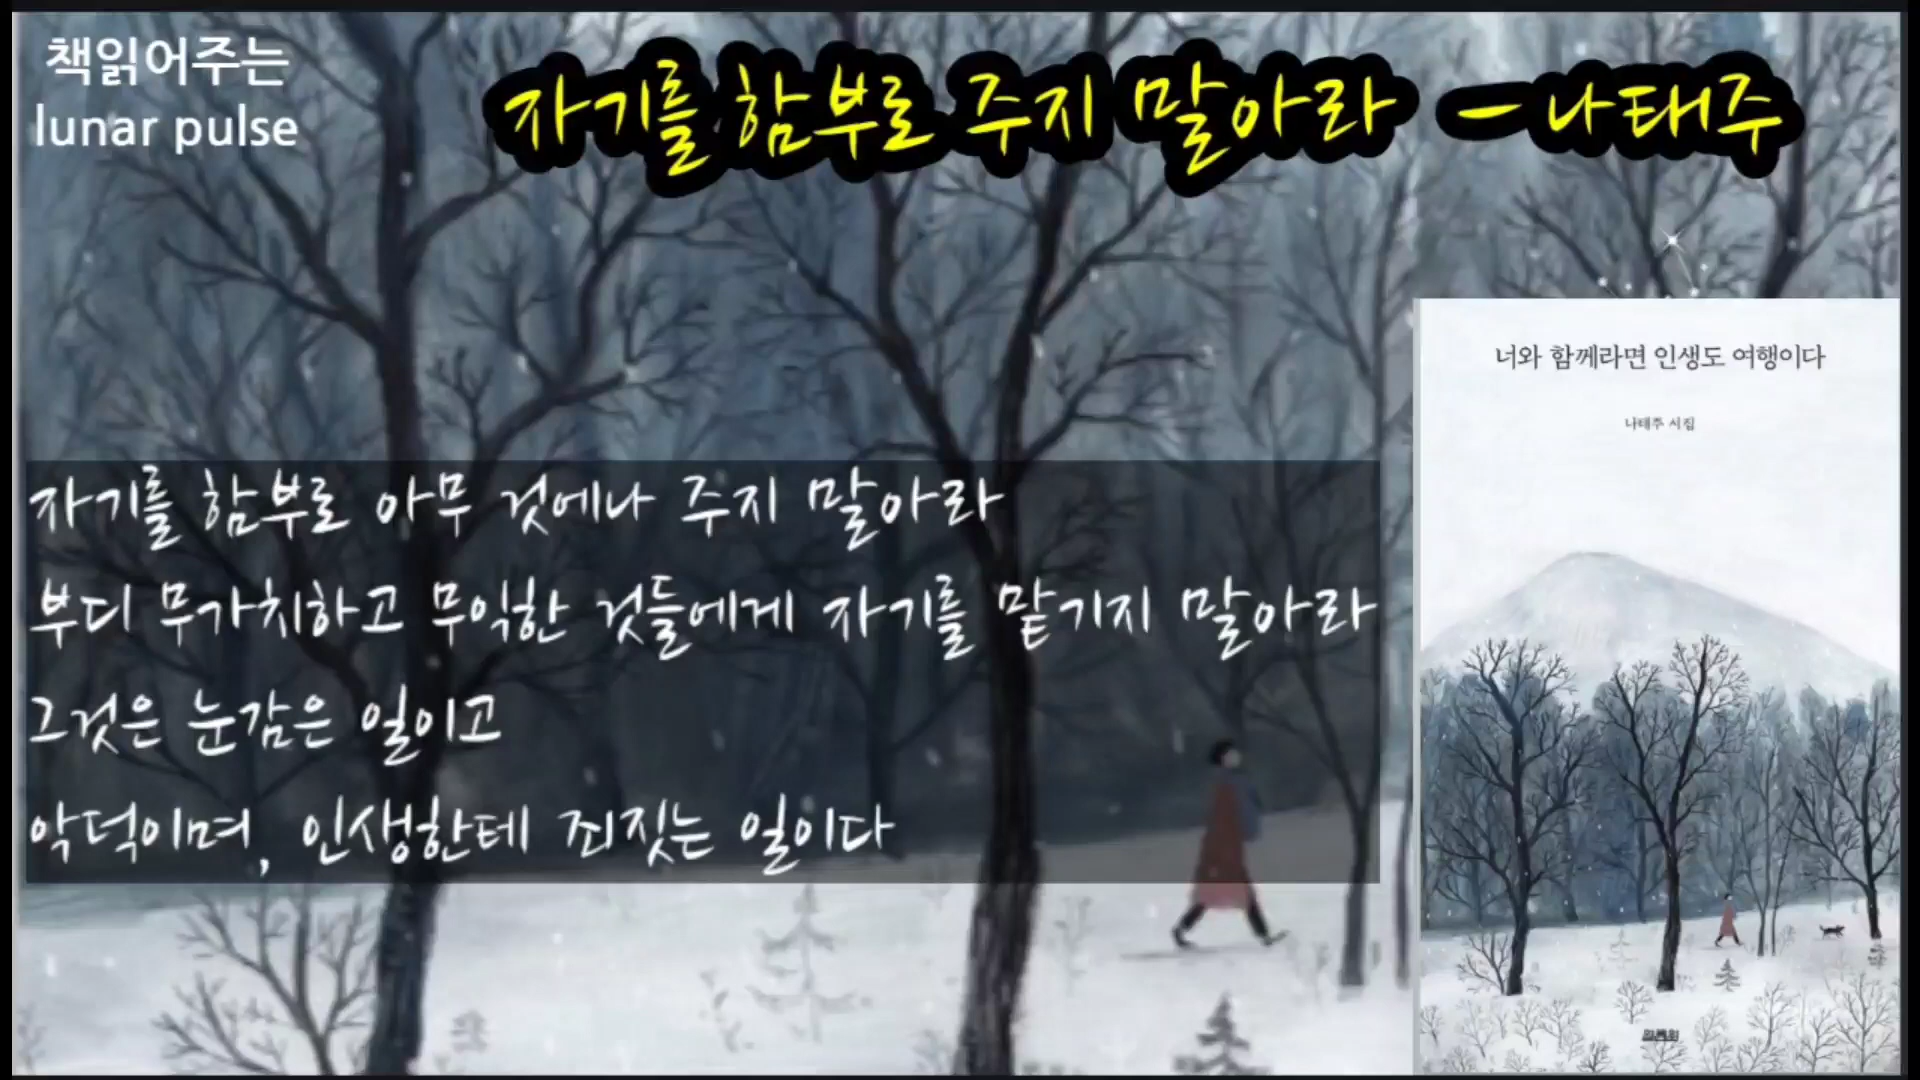 책읽어주는
lunar pulse
자기를 함부로 주지 말아라 - 나태주
자기를 함부로 아무 것에나 주지 말아라
부디 무가치하고 무익한 것들에게 자기를 맡기지 말아라
그것은 눈감은 일이고
악덕이며, 인생한테 죄짓는 일이다
너와 함께라면 인생도 여행이다
나태주 시집